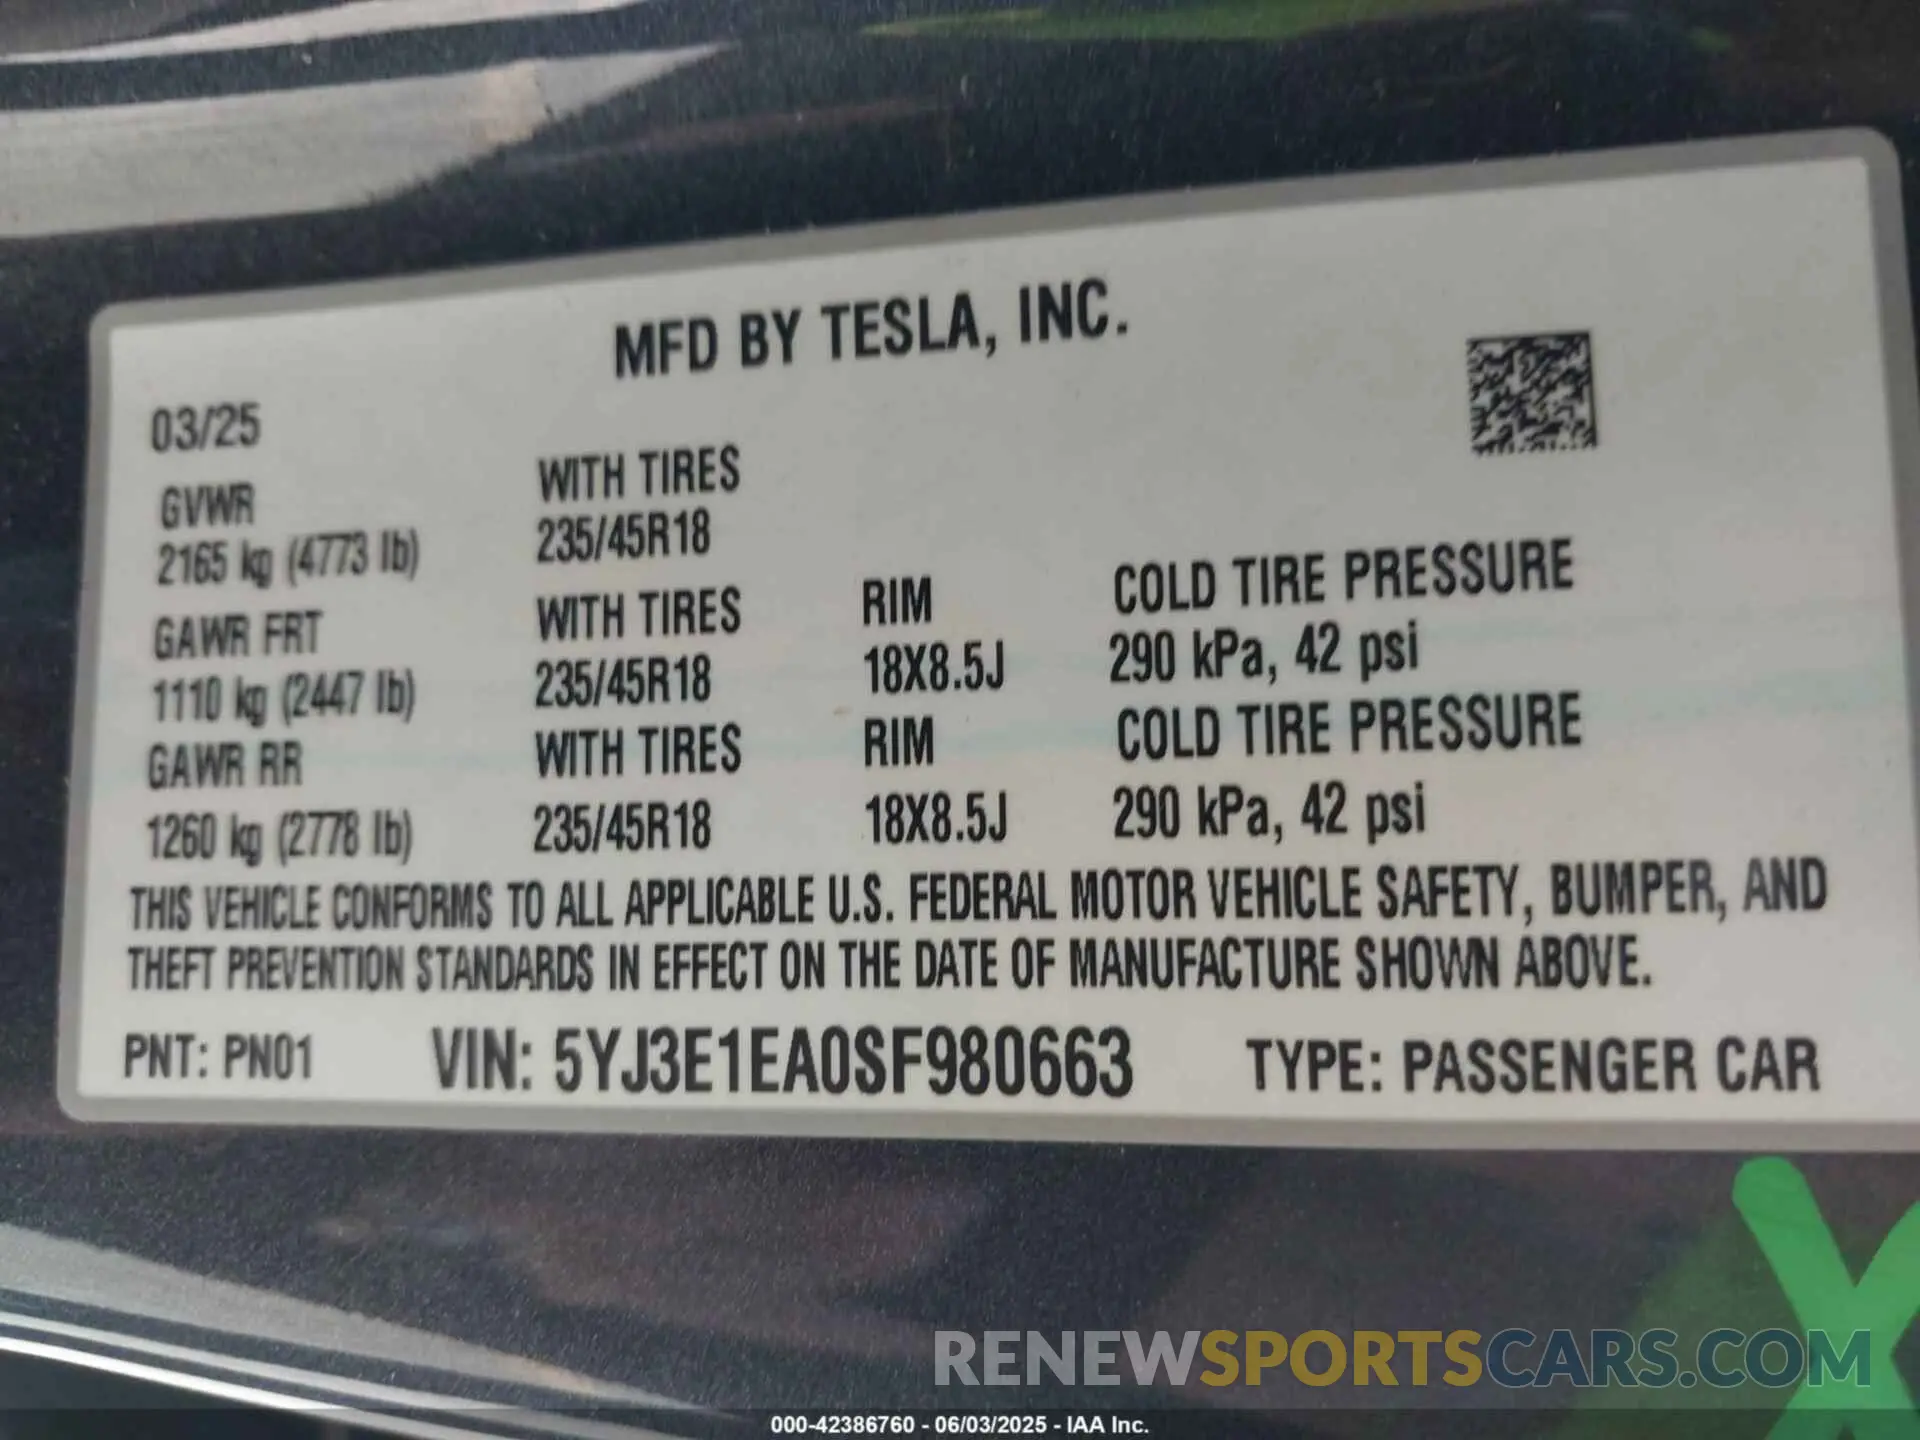 MFD BY TESLA, INC.
03/25
GVWR WITH TIRES
2165 kg (4773 lb) 235/45R18
GAWR FRT WITH TIRES RIM COLD TIRE PRESSURE
1110 kg (2447 lb) 235/45R18 18X8.5J 290 kPa, 42 psi
GAWR RR WITH TIRES RIM COLD TIRE PRESSURE
1260 kg (2778 lb) 235/45R18 18X8.5J 290 kPa, 42 psi
THIS VEHICLE CONFORMS TO ALL APPLICABLE U.S. FEDERAL MOTOR VEHICLE SAFETY, BUMPER, AND
THEFT PREVENTION STANDARDS IN EFFECT ON THE DATE OF MANUFACTURE SHOWN ABOVE.
PNT: PN01 VIN: 5YJ3E1EA0SF980663 TYPE: PASSENGER CAR
X
RENEWSPORTSCARS.COM
000-42386760 - 06/03/2025 - IAA Inc.